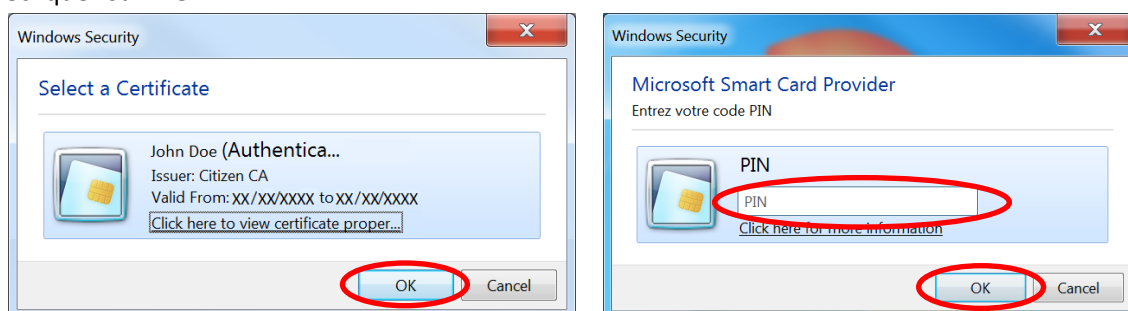 Windows Security
Select a Certificate
John Doe (Authentica...
Issuer: Citizen CA
Valid From: XX/XX/XXXX to XX/XX/XXXX
Click here to view certificate proper...
OK Cancel
Windows Security
Microsoft Smart Card Provider
Entrez votre code PIN
PIN
PIN
Click here for more information
OK Cancel